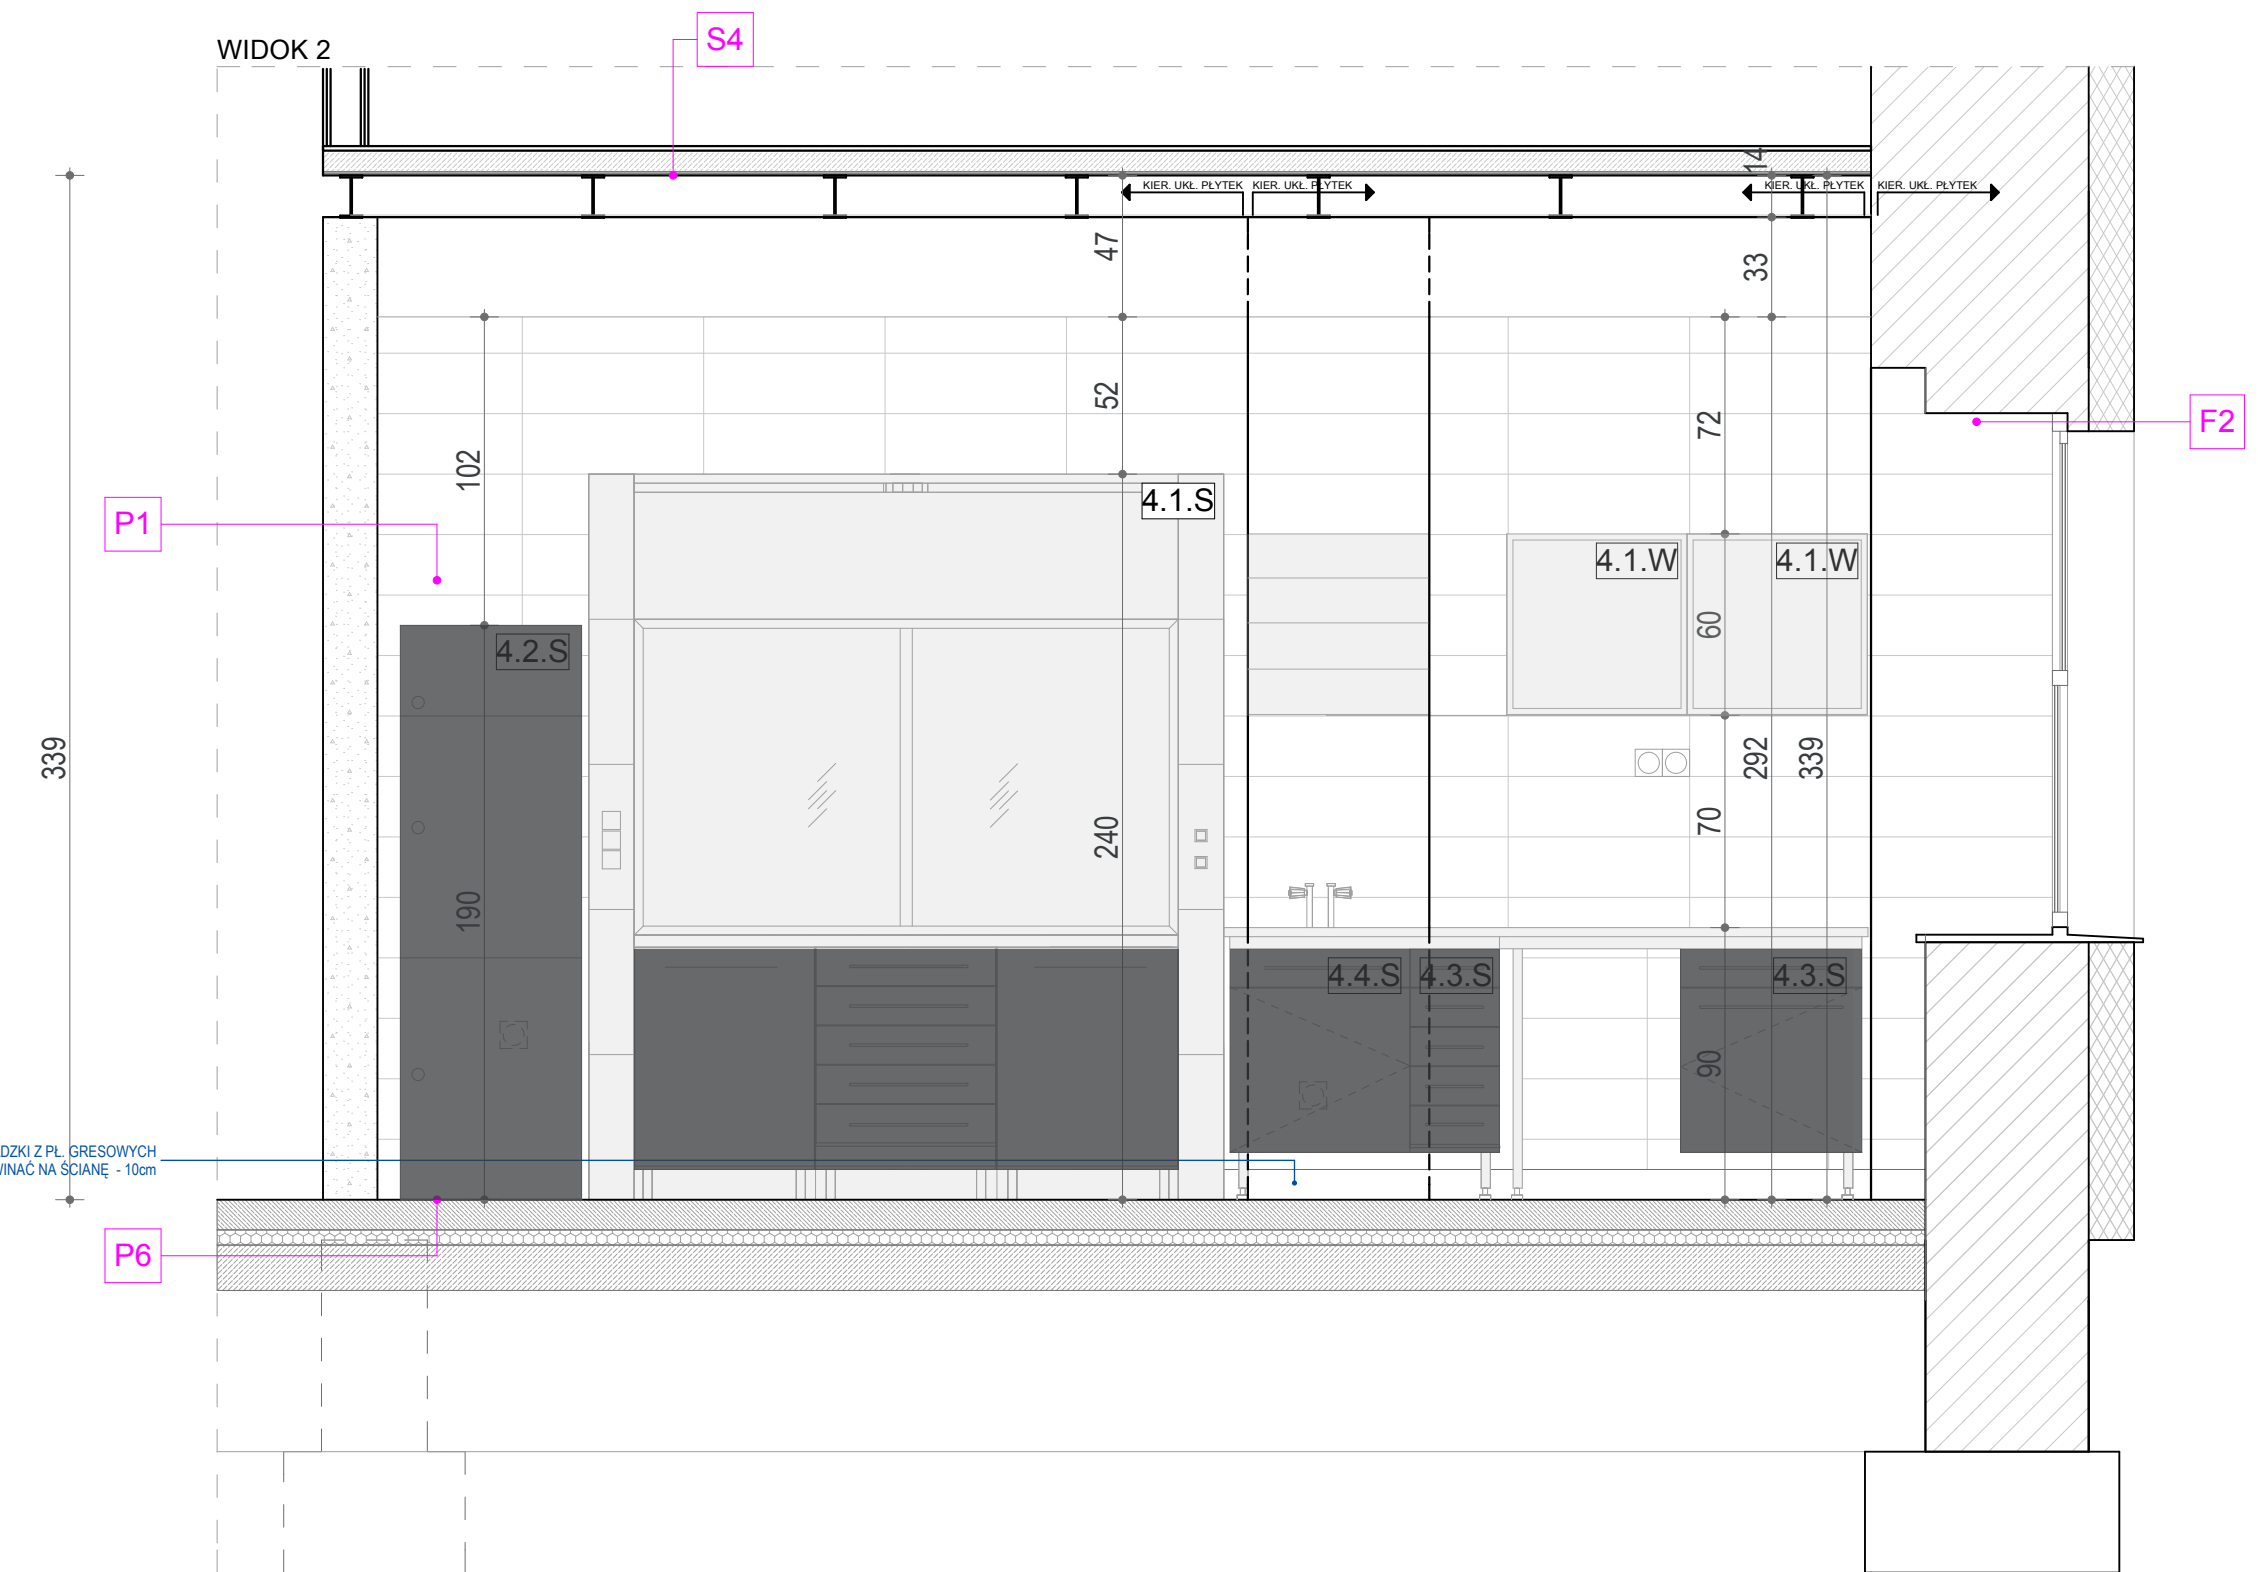 WIDOK 2
S4
14
KIER. UKŁ. PŁYTEK
KIER. UKŁ. PŁYTEK
KIER. UKŁ. PŁYTEK
KIER. UKŁ. PŁYTEK
47
33
52
72
F2
102
4.1.S
P1
4.1.W
4.1.W
4.2.S
60
339
292
339
70
240
190
4.4.S
4.3.S
4.3.S
90
Z PŁ. GRESOWYCH
NA ŚCIANĘ - 10cm
P6